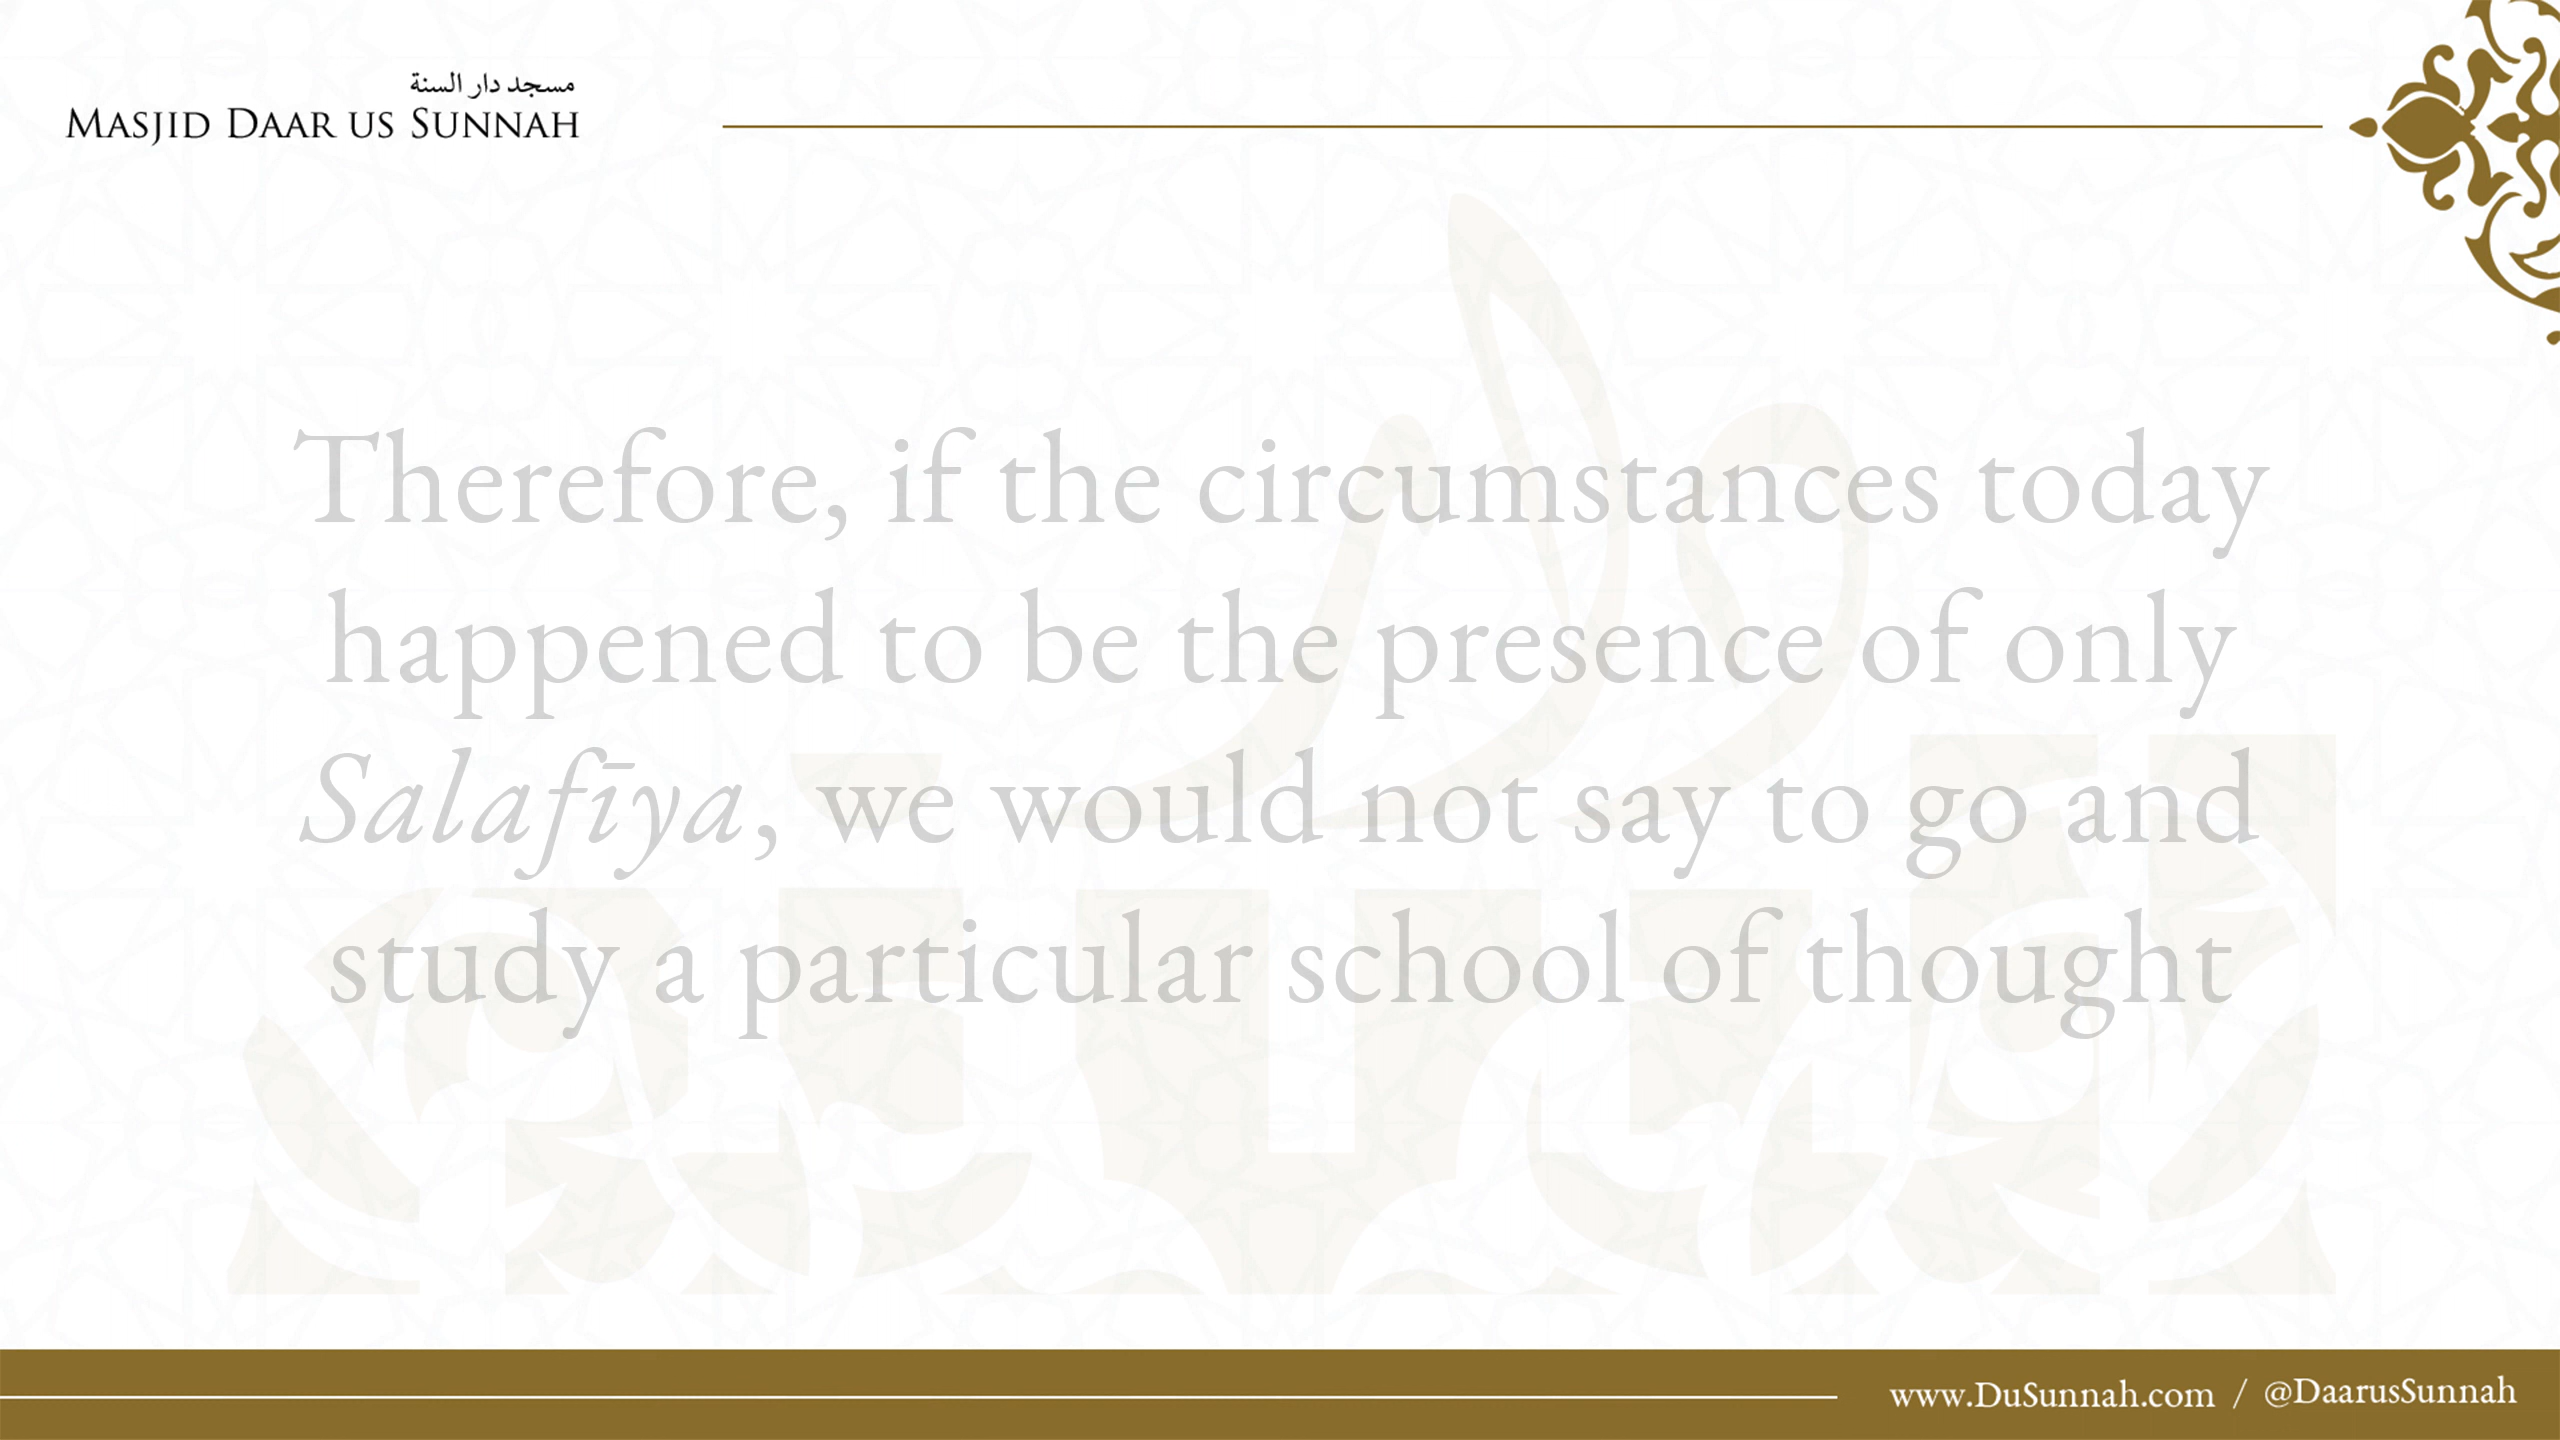 مسجد دار السنة
MASJID DAAR US SUNNAH
Therefore, if the circumstances today
happened to be the presence of only
Salafīya, we would not say to go and
study a particular school of thought
www.DuSunnah.com / @DaarusSunnah